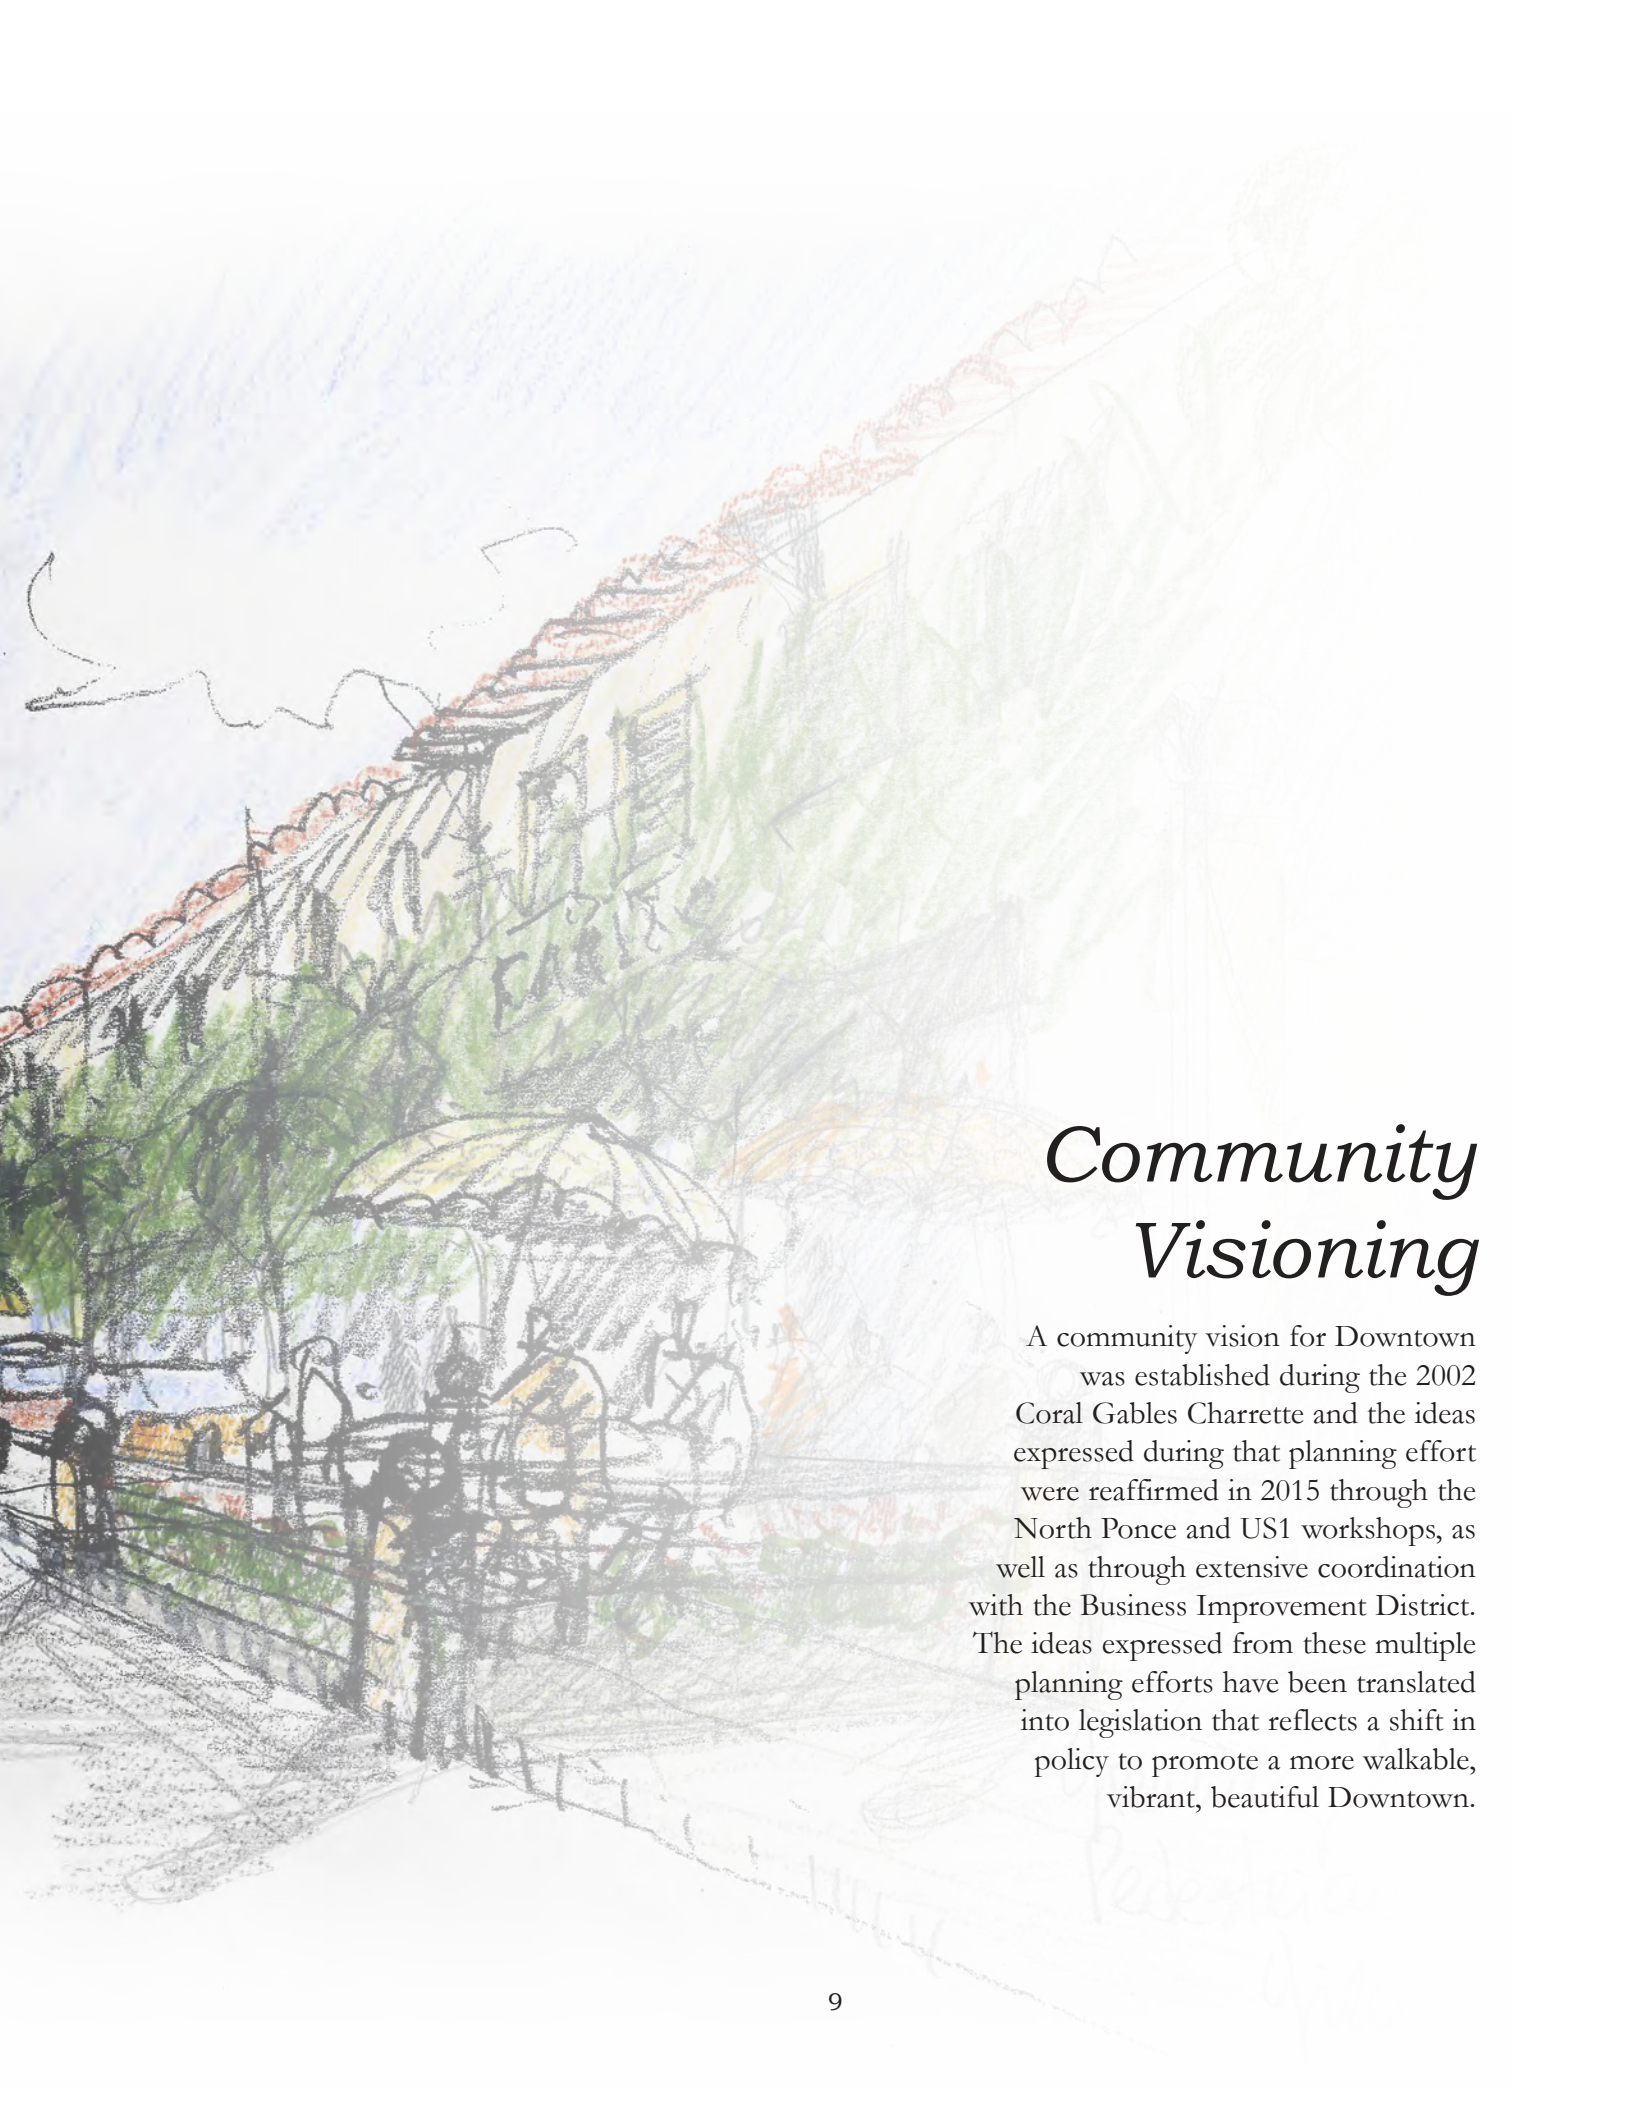 Community
Visioning
A community vision for Downtown
was established during the 2002
Coral Gables Charrette and the ideas
expressed during that planning effort
were reaffirmed in 2015 through the
North Ponce and US1 workshops, as
well as through extensive coordination
with the Business Improvement District.
The ideas expressed from these multiple
planning efforts have been translated
into legislation that reflects a shift in
policy to promote a more walkable,
vibrant, beautiful Downtown.
9